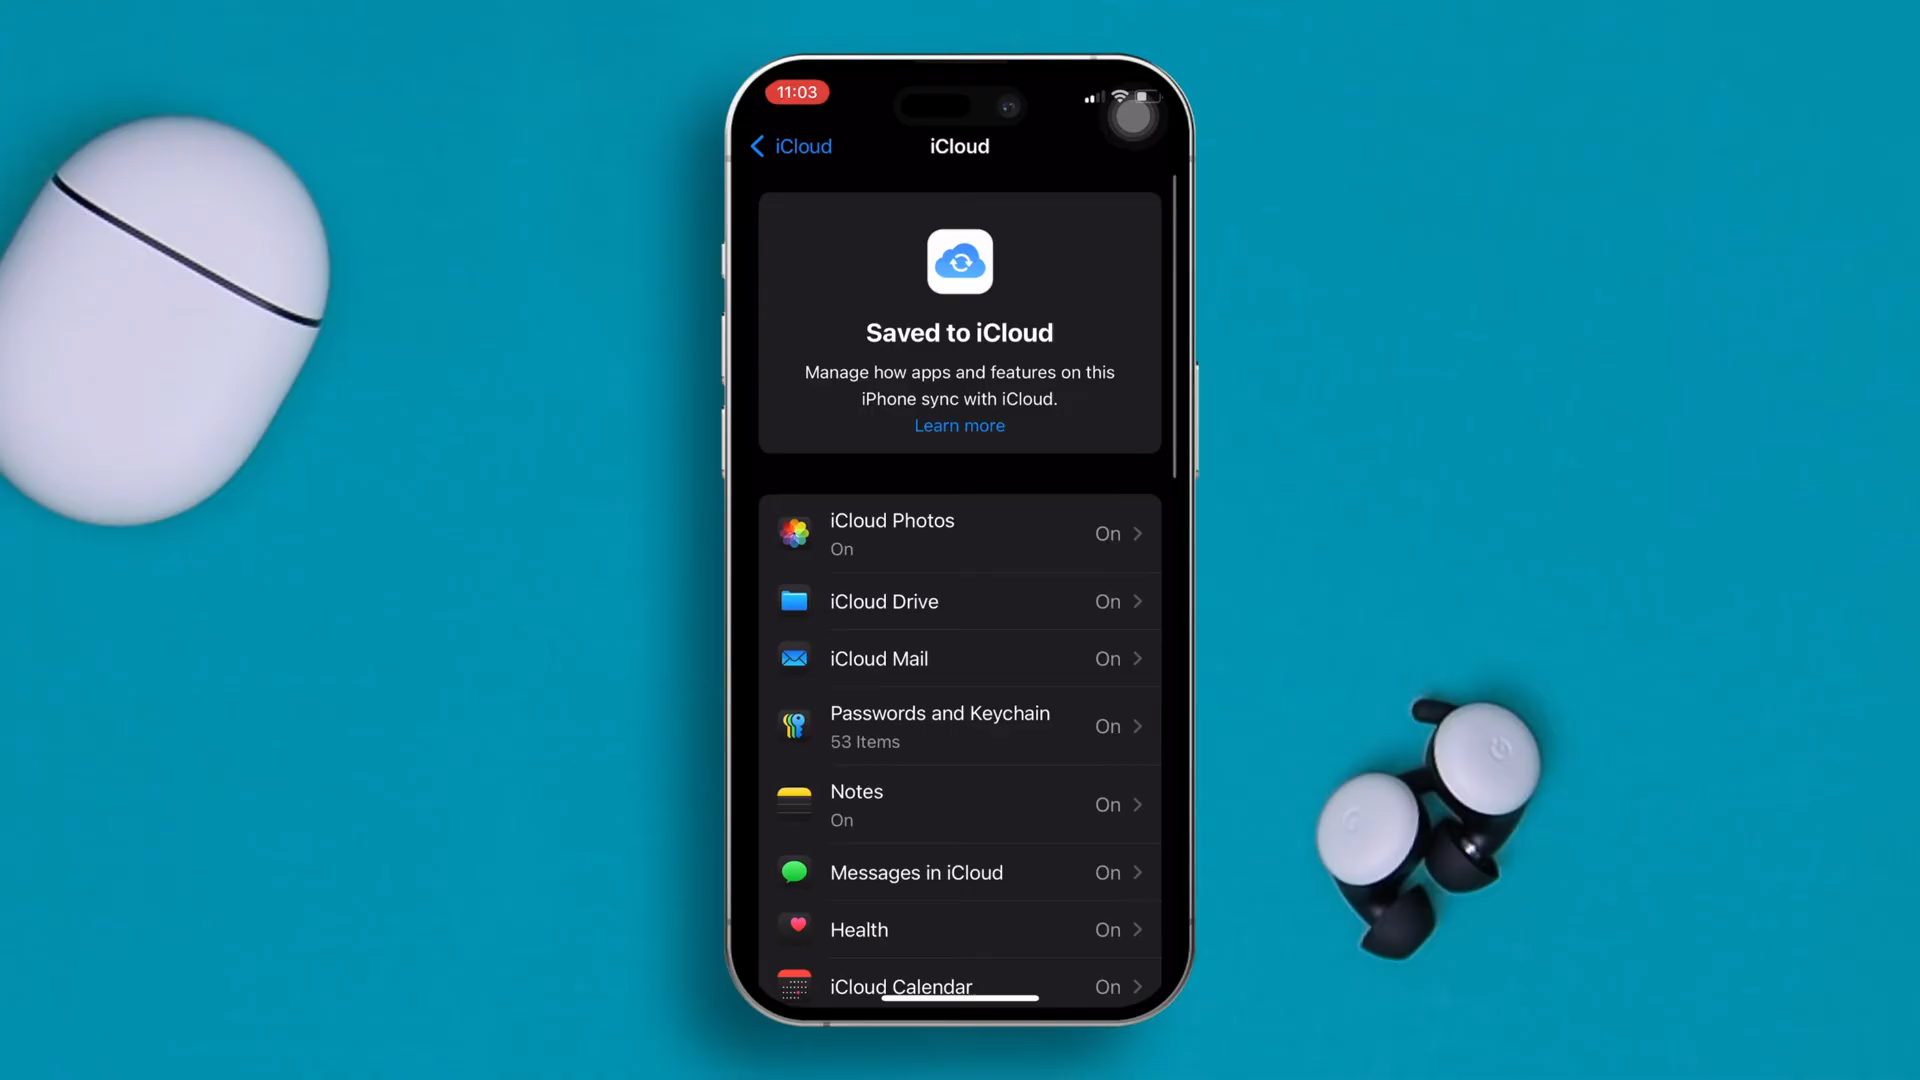 11:03
iCloud
iCloud
Saved to iCloud
Manage how apps and features on this
iPhone sync with iCloud.
Learn more
iCloud Photos
On
On
iCloud Drive
On
iCloud Mail
On
Passwords and Keychain
53 Items
On
Notes
On
On
Messages in iCloud
On
Health
On
iCloud Calendar
On